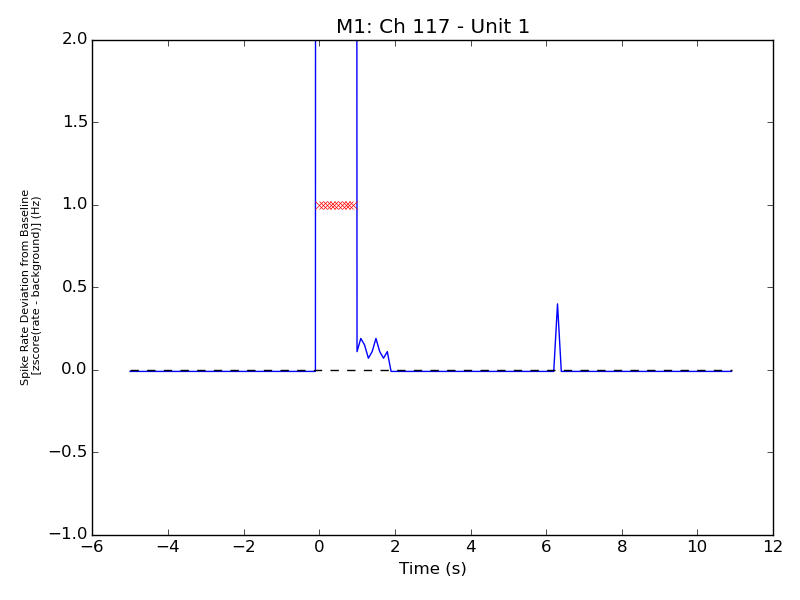 M1: Ch 117 - Unit 1
2.0
1.5
1.0
0.5
0.0
−0.5
−1.0
Spike Rate Deviation from Baseline
[zscore(rate - background)] (Hz)
−6 −4 −2 0 2 4 6 8 10 12
Time (s)